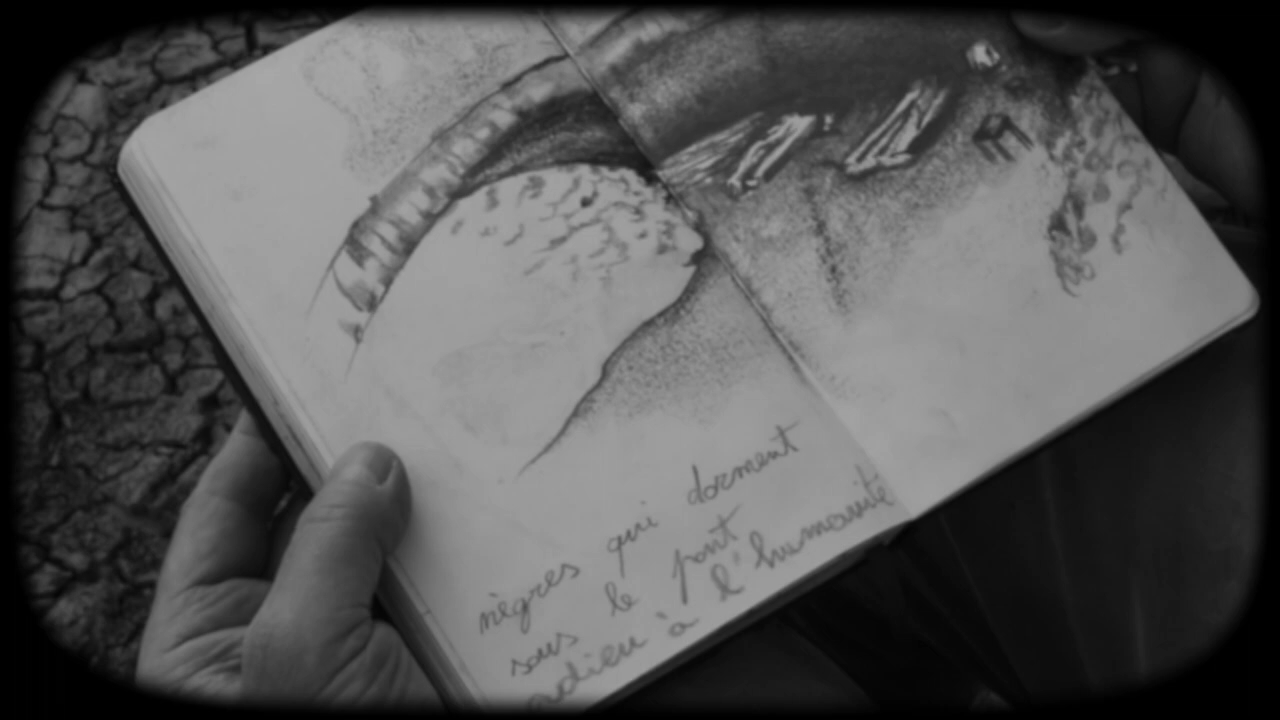 nègres qui dorment
sous le pont
adieu à l'humanité